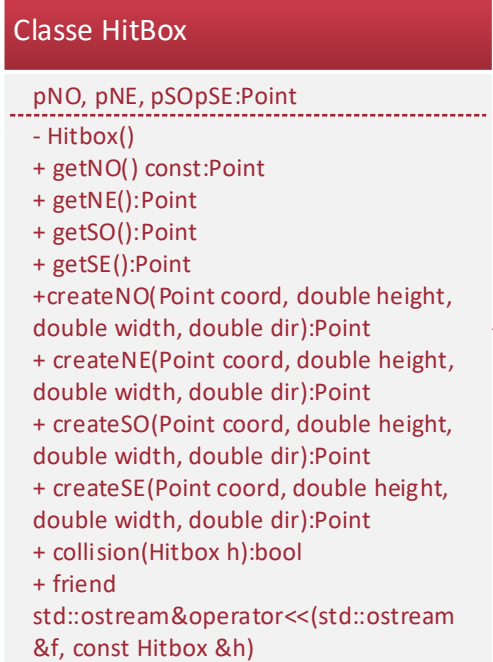 Classe HitBox
pNO, pNE, pSOpSE:Point
- Hitbox()
+ getNO() const:Point
+ getNE():Point
+ getSO():Point
+ getSE():Point
+createNO(Point coord, double height,
double width, double dir):Point
+ createNE(Point coord, double height,
double width, double dir):Point
+ createSO(Point coord, double height,
double width, double dir):Point
+ createSE(Point coord, double height,
double width, double dir):Point
+ collision(Hitbox h):bool
+ friend
std::ostream&operator<<(std::ostream
&f, const Hitbox &h)